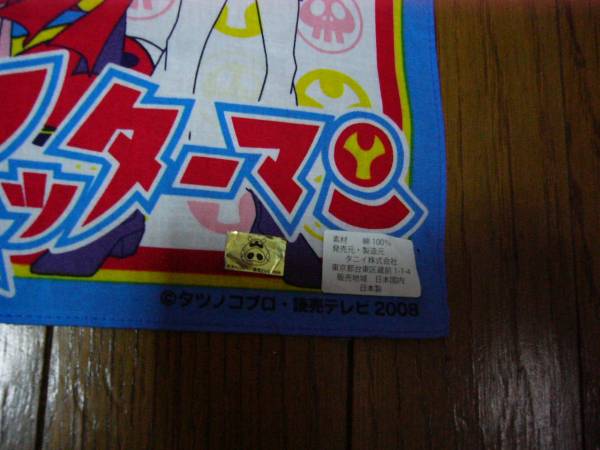 ッターマン
素材 綿100%
発売元・製造元
タニイ株式会社
東京都台東区蔵前 1-1-4
販売地域 日本国内
日本製
©タツノコプロ・読売テレビ 2008